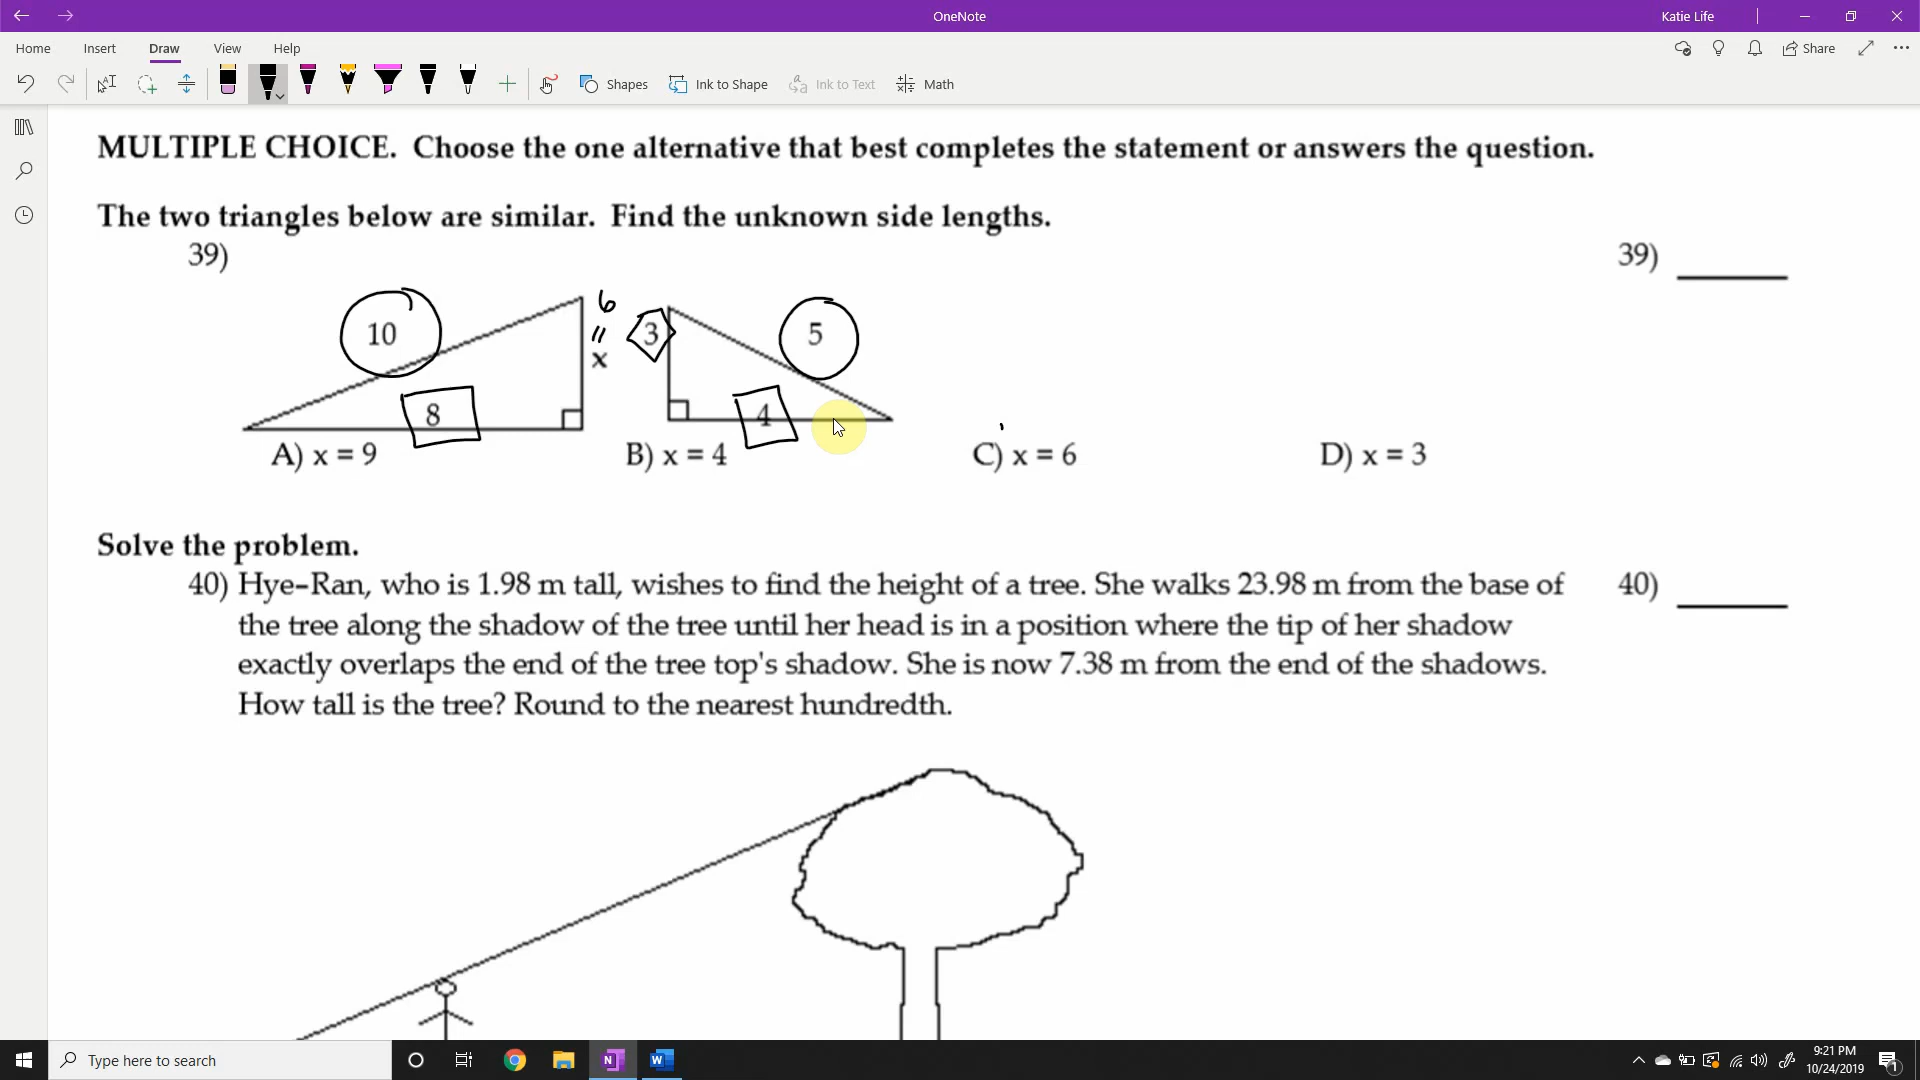 OneNote
Katie Life
Home Insert Draw View Help
Share
Shapes
Ink to Shape
Ink to Text
Math
MULTIPLE CHOICE. Choose the one alternative that best completes the statement or answers the question.
The two triangles below are similar. Find the unknown side lengths.
39)
39)
10
6
=
x
3
5
8
4
A) x = 9
B) x = 4
C) x = 6
D) x = 3
Solve the problem.
40) Hye-Ran, who is 1.98 m tall, wishes to find the height of a tree. She walks 23.98 m from the base of
the tree along the shadow of the tree until her head is in a position where the tip of her shadow
exactly overlaps the end of the tree top's shadow. She is now 7.38 m from the end of the shadows.
How tall is the tree? Round to the nearest hundredth.
40)
Type here to search
9:21 PM
10/24/2019
1